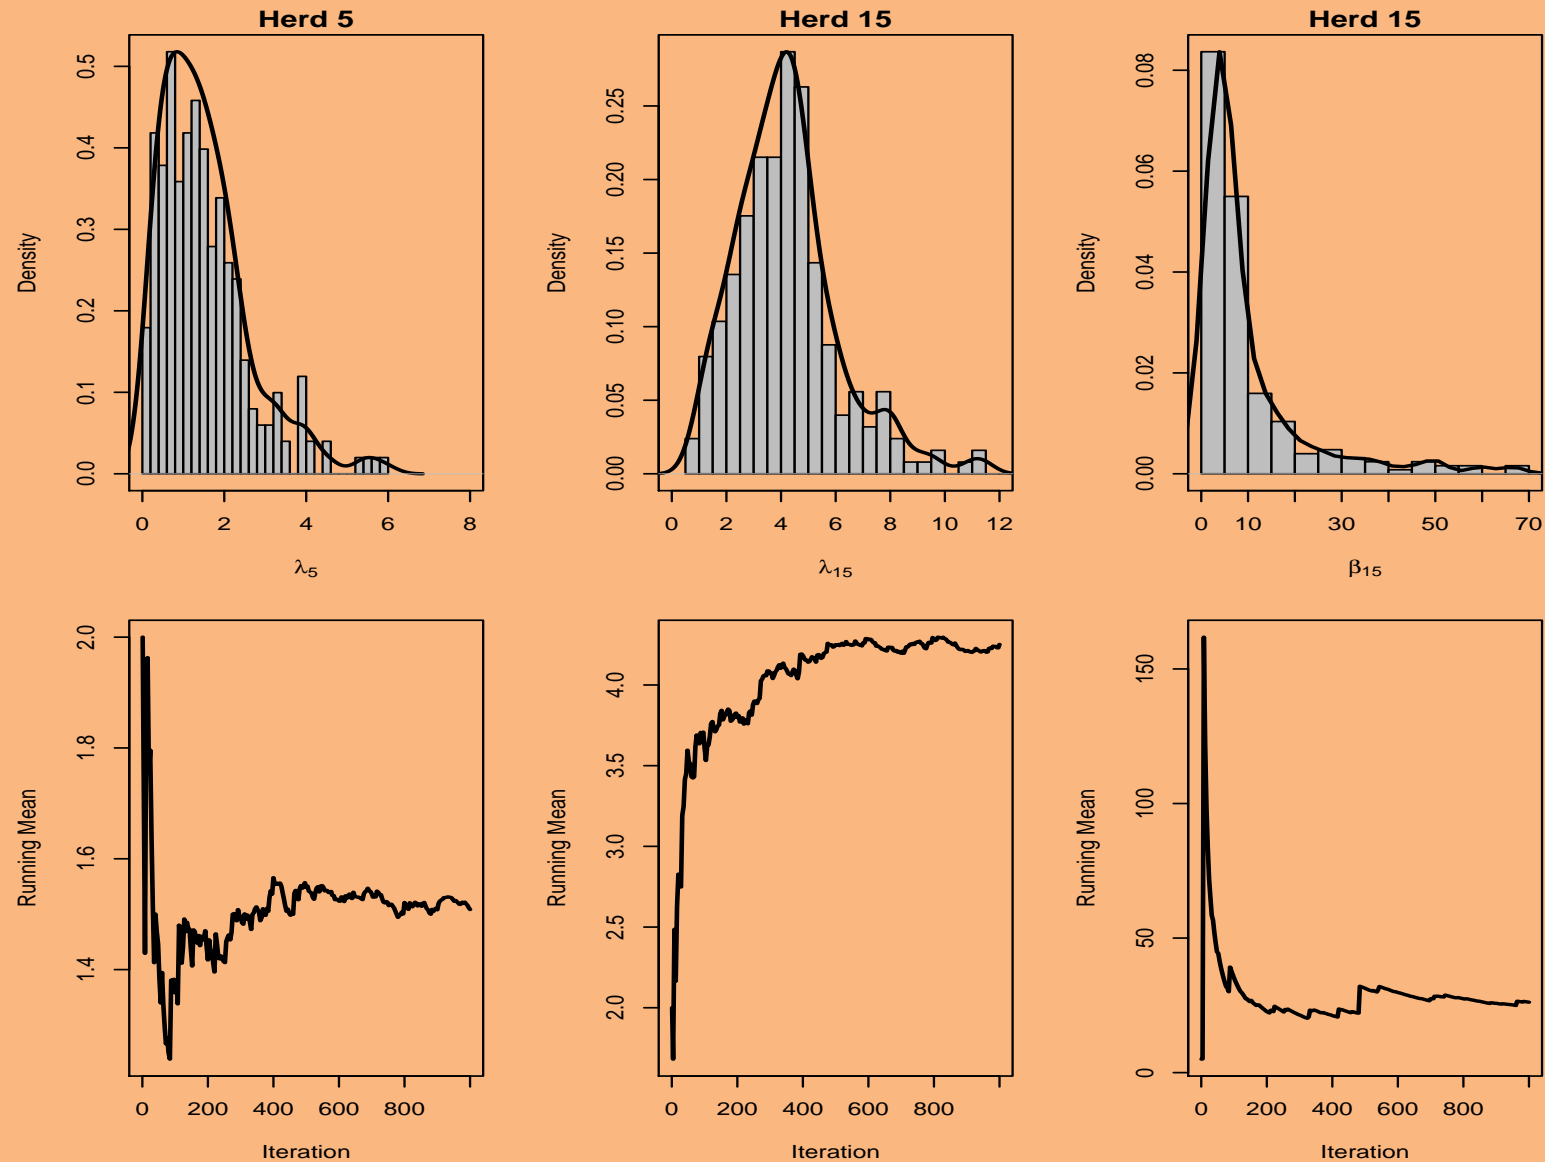 Herd 5
Density
0.0 0.1 0.2 0.3 0.4 0.5
0 2 4 6 8
λ5
Herd 15
Density
0.00 0.05 0.10 0.15 0.20 0.25
0 2 4 6 8 10 12
λ15
Herd 15
Density
0.00 0.02 0.04 0.06 0.08
0 10 30 50 70
β15
Running Mean
1.4 1.6 1.8 2.0
0 200 400 600 800
Iteration
Running Mean
2.0 2.5 3.0 3.5 4.0
0 200 400 600 800
Iteration
Running Mean
0 50 100 150
0 200 400 600 800
Iteration